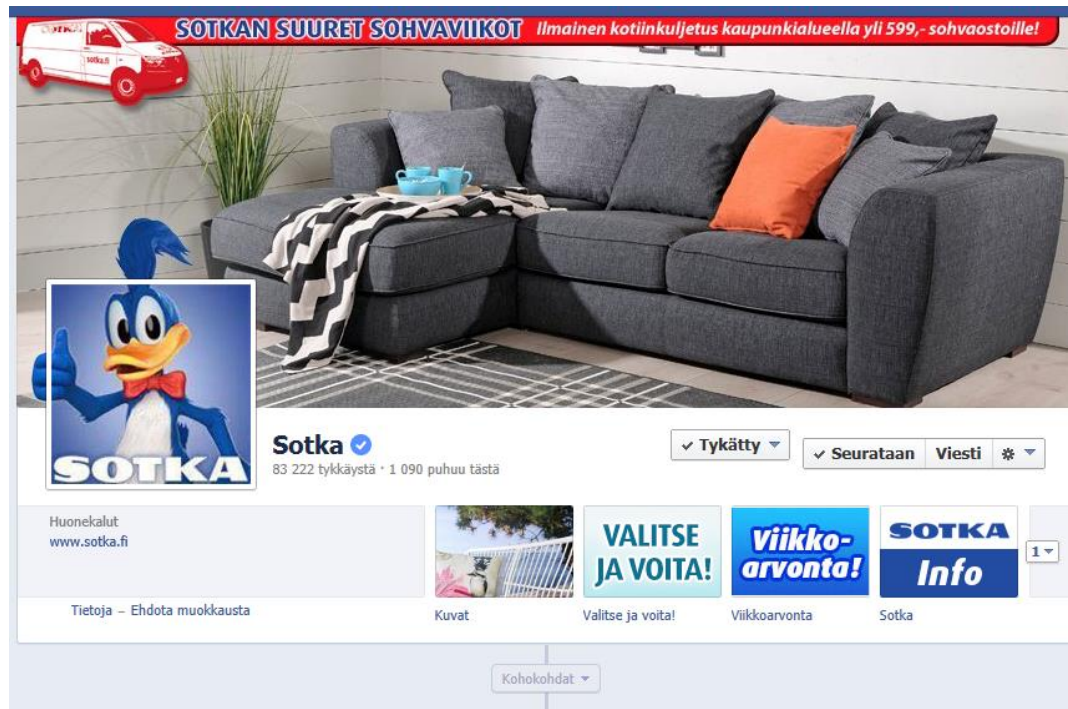 SOTKAN SUURET SOHVAVIIKOT Ilmainen kotiinkuljetus kaupunkialueella yli 599,- sohvaostoille!
sotka.fi
SOTKA
Sotka
83 222 tykkäystä · 1 090 puhuu tästä
Tykätty
Seurataan
Viesti
Huonekalut
www.sotka.fi
Tietoja – Ehdota muokkausta
VALITSE
JA VOITA!
Viikko-
arvonta!
SOTKA
Info
1
Kuvat
Valitse ja voita!
Viikkoarvonta
Sotka
Kohokohdat